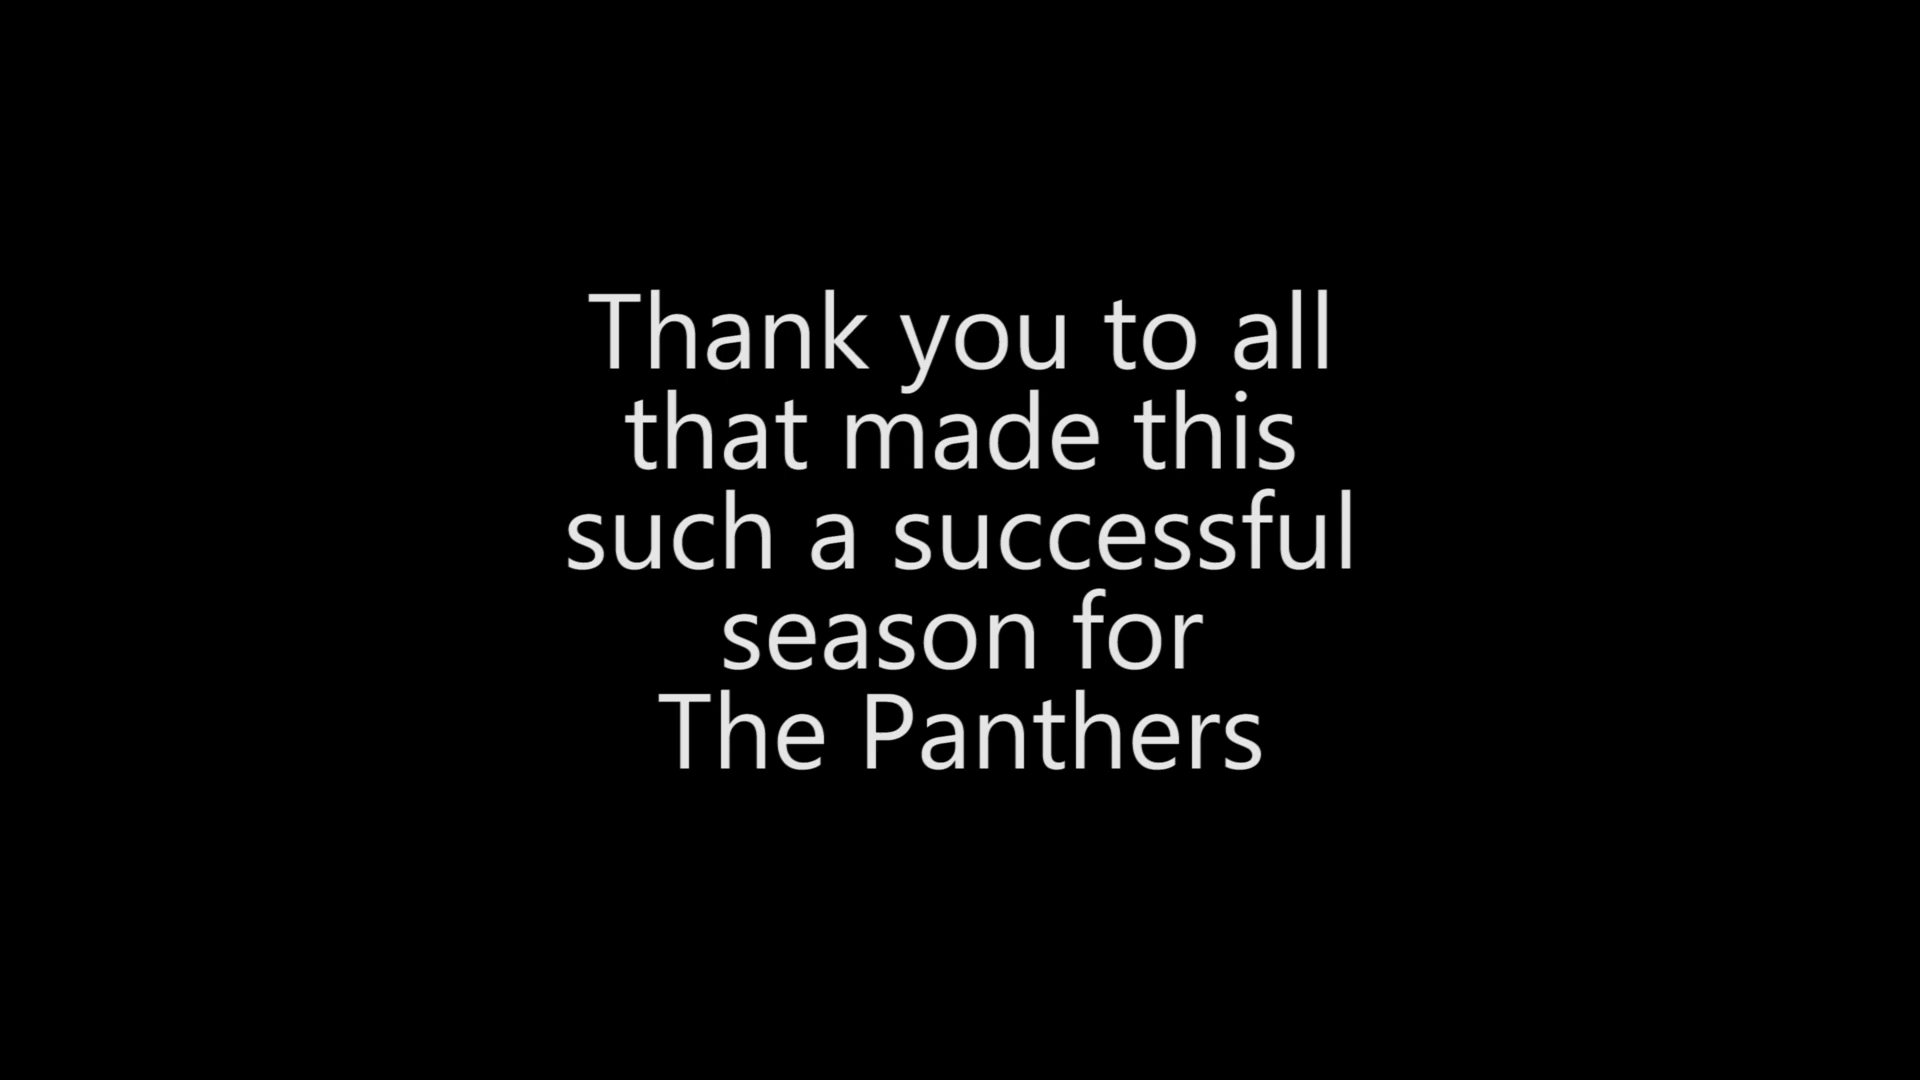 Thank you to all
that made this
such a successful
season for
The Panthers